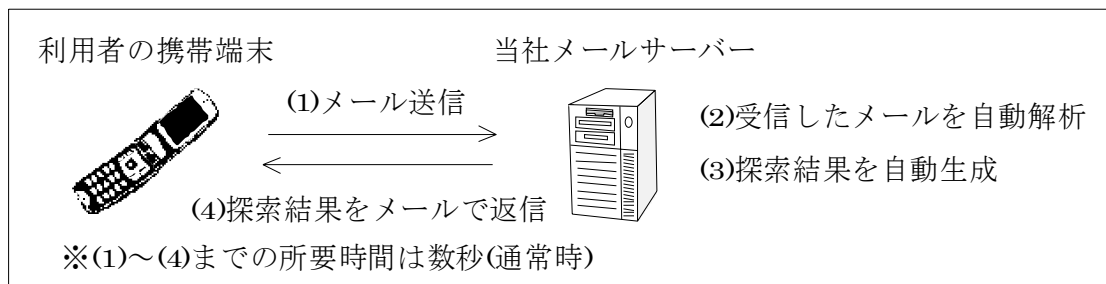 利用者の携帯端末
当社メールサーバー
(1)メール送信
(2)受信したメールを自動解析
(3)探索結果を自動生成
(4)探索結果をメールで返信
※(1)～(4)までの所要時間は数秒(通常時)